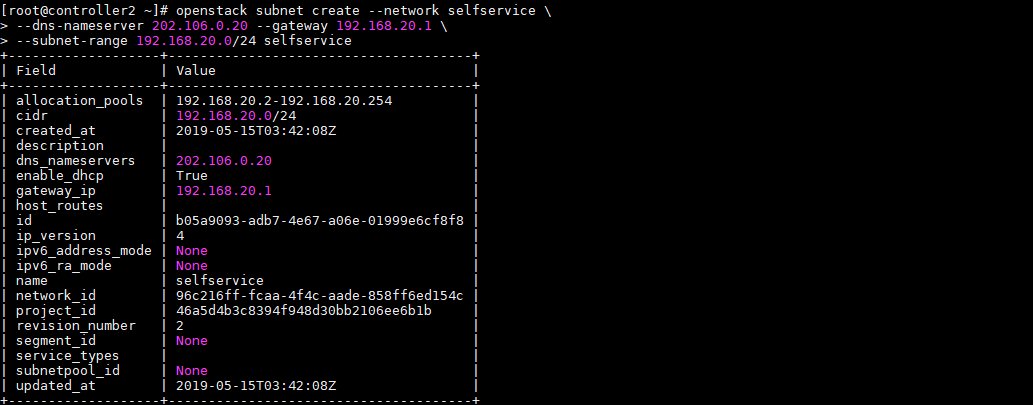 [root@controller2 ~]# openstack subnet create --network selfservice \
> --dns-nameserver 202.106.0.20 --gateway 192.168.20.1 \
> --subnet-range 192.168.20.0/24 selfservice
+-------------------+--------------------------------------+
| Field             | Value                                |
+-------------------+--------------------------------------+
| allocation_pools  | 192.168.20.2-192.168.20.254          |
| cidr              | 192.168.20.0/24                      |
| created_at        | 2019-05-15T03:42:08Z                 |
| description       |                                      |
| dns_nameservers   | 202.106.0.20                         |
| enable_dhcp       | True                                 |
| gateway_ip        | 192.168.20.1                         |
| host_routes       |                                      |
| id                | b05a9093-adb7-4e67-a06e-01999e6cf8f8 |
| ip_version        | 4                                    |
| ipv6_address_mode | None                                 |
| ipv6_ra_mode      | None                                 |
| name              | selfservice                          |
| network_id        | 96c216ff-fcaa-4f4c-aade-858ff6ed154c |
| project_id        | 46a5d4b3c8394f948d30bb2106ee6b1b     |
| revision_number   | 2                                    |
| segment_id        | None                                 |
| service_types     |                                      |
| subnetpool_id     | None                                 |
| updated_at        | 2019-05-15T03:42:08Z                 |
+-------------------+--------------------------------------+